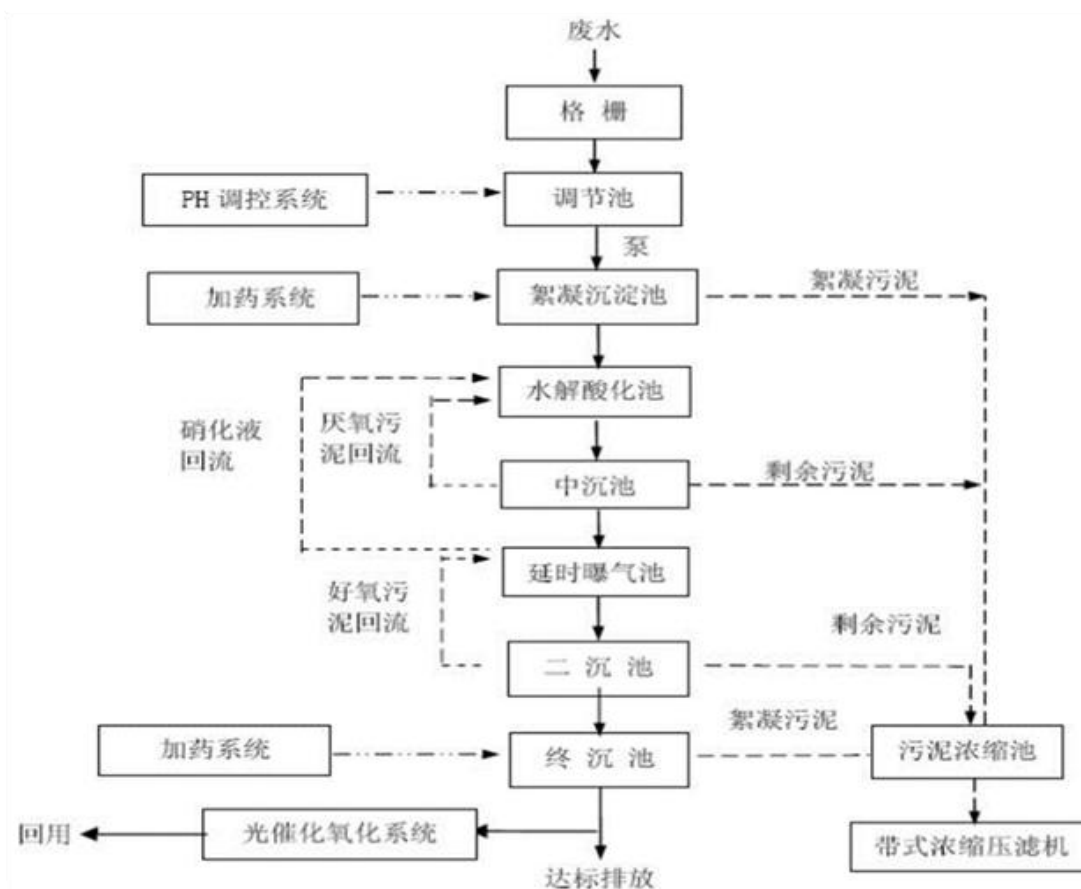 废水
格 栅
PH 调控系统
调节池
泵
加药系统
絮凝沉淀池
絮凝污泥
水解酸化池
硝化液
回流
厌氧污
泥回流
中沉池
剩余污泥
延时曝气池
好氧污
泥回流
剩余污泥
二 沉 池
絮凝污泥
加药系统
终 沉 池
污泥浓缩池
回用
光催化氧化系统
带式浓缩压滤机
达标排放